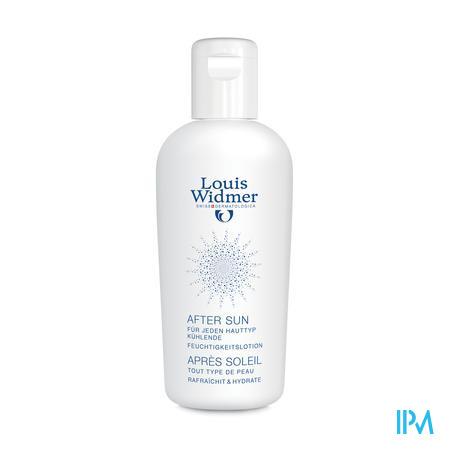 Louis
Widmer
SWISS DERMATOLOGICA
AFTER SUN
FÜR JEDEN HAUTTYP
KÜHLENDE
FEUCHTIGKEITSLOTION
APRÈS SOLEIL
TOUT TYPE DE PEAU
RAFRAÎCHIT & HYDRATE
IPM